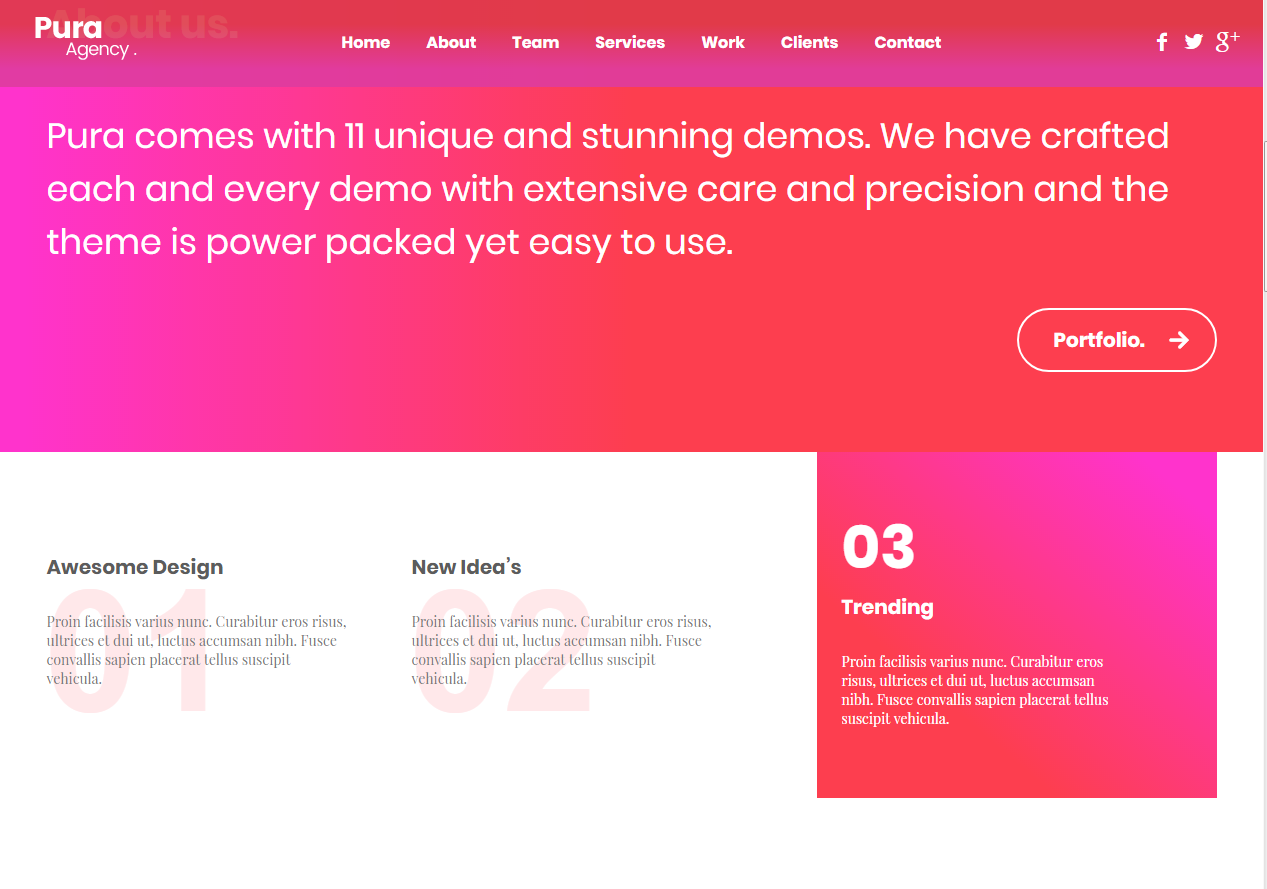 About us.
Pura
Agency .
Home About Team Services Work Clients Contact
f g+
Pura comes with 11 unique and stunning demos. We have crafted
each and every demo with extensive care and precision and the
theme is power packed yet easy to use.
Portfolio.
Awesome Design
01
Proin facilisis varius nunc. Curabitur eros risus,
ultrices et dui ut, luctus accumsan nibh. Fusce
convallis sapien placerat tellus suscipit
vehicula.
New Idea’s
02
Proin facilisis varius nunc. Curabitur eros risus,
ultrices et dui ut, luctus accumsan nibh. Fusce
convallis sapien placerat tellus suscipit
vehicula.
03
Trending
Proin facilisis varius nunc. Curabitur eros
risus, ultrices et dui ut, luctus accumsan
nibh. Fusce convallis sapien placerat tellus
suscipit vehicula.